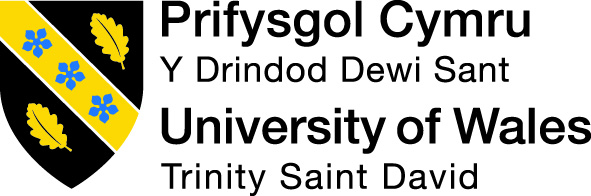 Prifysgol Cymru
Y Drindod Dewi Sant
University of Wales
Trinity Saint David